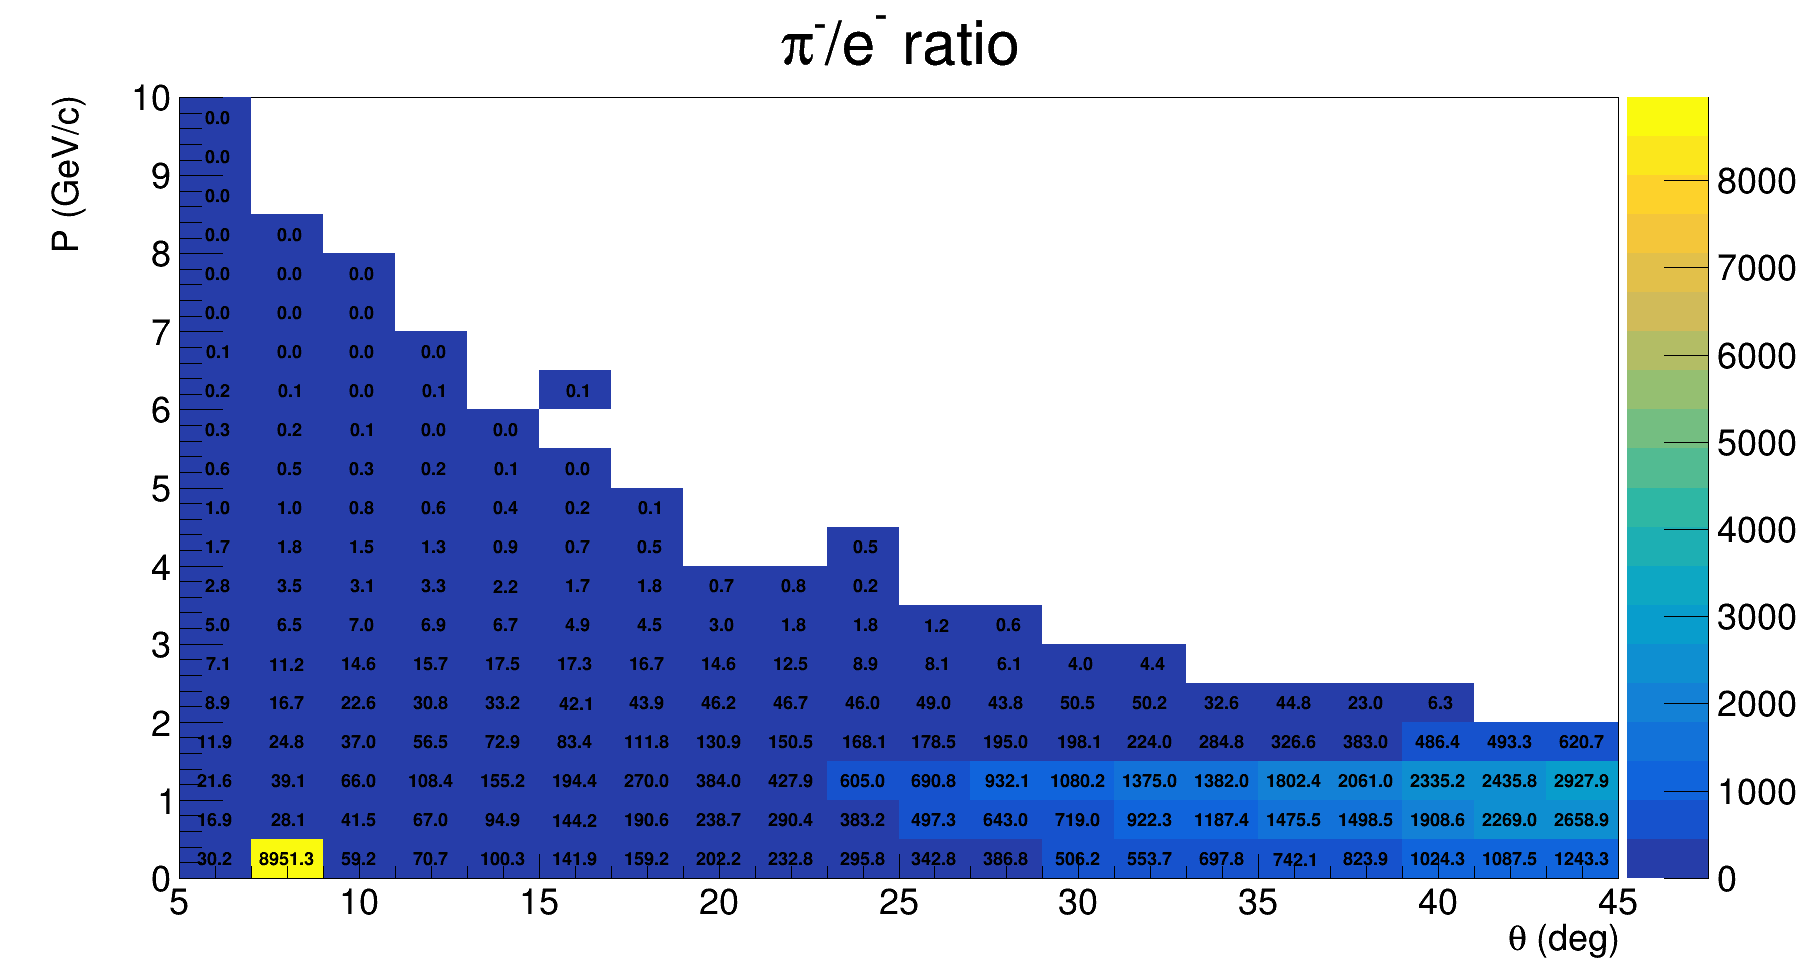 π⁻/e⁻ ratio
P (GeV/c)
10
0.0
0.0
9
0.0
0.0 0.0
8
0.0 0.0 0.0
0.0 0.0 0.0
7
0.1 0.0 0.0 0.0
0.2 0.1 0.0 0.1 0.1
6
0.3 0.2 0.1 0.0 0.0
0.6 0.5 0.3 0.2 0.1 0.0
5
1.0 1.0 0.8 0.6 0.4 0.2 0.1
1.7 1.8 1.5 1.3 0.9 0.7 0.5 0.5
4
2.8 3.5 3.1 3.3 2.2 1.7 1.8 0.7 0.8 0.2
5.0 6.5 7.0 6.9 6.7 4.9 4.5 3.0 1.8 1.8 1.2 0.6
3
7.1 11.2 14.6 15.7 17.5 17.3 16.7 14.6 12.5 8.9 8.1 6.1 4.0 4.4
8.9 16.7 22.6 30.8 33.2 42.1 43.9 46.2 46.7 46.0 49.0 43.8 50.5 50.2 32.6 44.8 23.0 6.3
2
11.9 24.8 37.0 56.5 72.9 83.4 111.8 130.9 150.5 168.1 178.5 195.0 198.1 224.0 284.8 326.6 383.0 486.4 493.3 620.7
21.6 39.1 66.0 108.4 155.2 194.4 270.0 384.0 427.9 605.0 690.8 932.1 1080.2 1375.0 1382.0 1802.4 2061.0 2335.2 2435.8 2927.9
1
16.9 28.1 41.5 67.0 94.9 144.2 190.6 238.7 290.4 383.2 497.3 643.0 719.0 922.3 1187.4 1475.5 1498.5 1908.6 2269.0 2658.9
30.2 8951.3 59.2 70.7 100.3 141.9 159.2 202.2 232.8 295.8 342.8 386.8 506.2 553.7 697.8 742.1 823.9 1024.3 1087.5 1243.3
0
5 10 15 20 25 30 35 40 45
θ (deg)
8000
7000
6000
5000
4000
3000
2000
1000
0